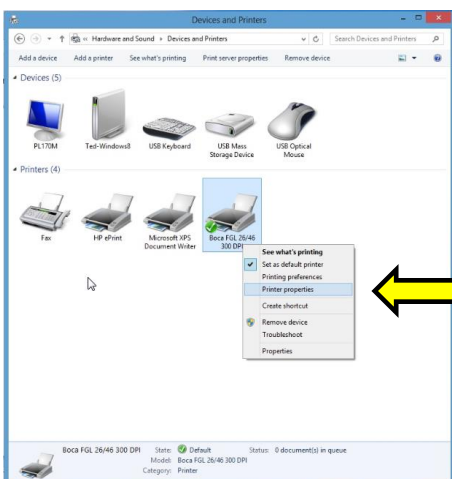 Devices and Printers
« Hardware and Sound ▸ Devices and Printers
Search Devices and Printers
Add a device Add a printer See what's printing Print server properties Remove device
Devices (5)
PL170M Ted-Windows8 USB Keyboard USB Mass Storage Device USB Optical Mouse
Printers (4)
Fax HP ePrint Microsoft XPS Document Writer Boca FGL 26/46 300 DPI
See what's printing
Set as default printer
Printing preferences
Printer properties
Create shortcut
Remove device
Troubleshoot
Properties
Boca FGL 26/46 300 DPI State: Default Status: 0 document(s) in queue
Model: Boca FGL 26/46 300 DPI
Category: Printer